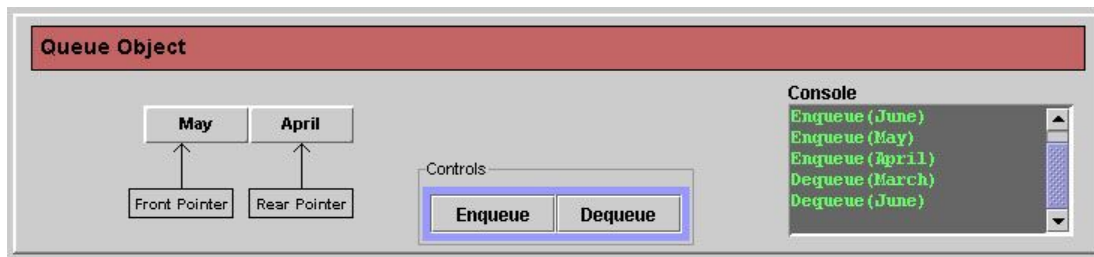 Queue Object
May April
Front Pointer Rear Pointer
Controls
Enqueue Dequeue
Console
Enqueue(June)
Enqueue(May)
Enqueue(April)
Dequeue(March)
Dequeue(June)